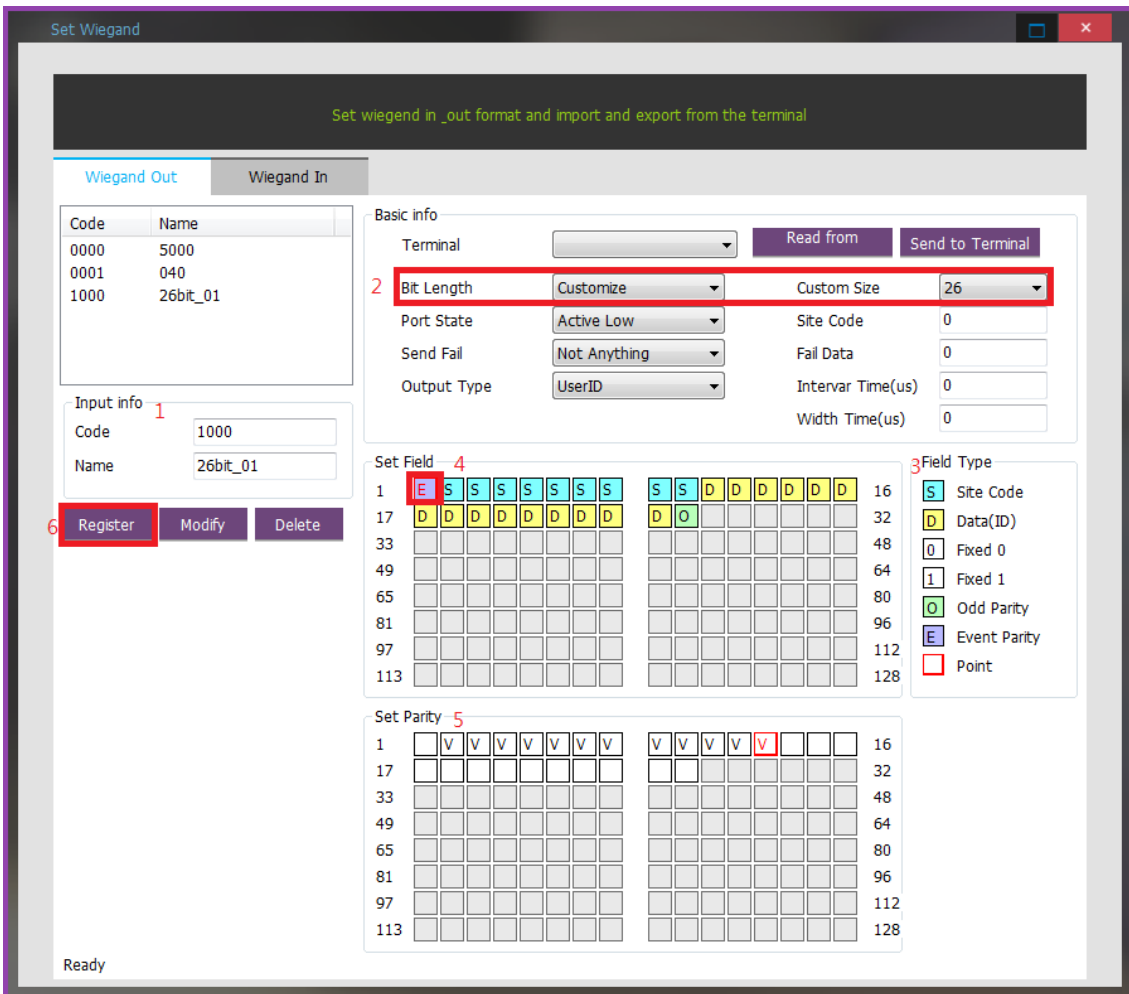 Set Wiegand
Set wiegend in _out format and import and export from the terminal
Wiegand Out Wiegand In
Code Name
0000 5000
0001 040
1000 26bit_01
Input info 1
Code 1000
Name 26bit_01
6 Register Modify Delete
Basic info
Terminal Read from Send to Terminal
2 Bit Length Customize Custom Size 26
Port State Active Low Site Code 0
Send Fail Not Anything Fail Data 0
Output Type UserID Intervar Time(us) 0
Width Time(us) 0
Set Field 4
1 E S S S S S S S S S D D D D D D 16
17 D D D D D D D D D O 32
33 48
49 64
65 80
81 96
97 112
113 128
3 Field Type
S Site Code
D Data(ID)
0 Fixed 0
1 Fixed 1
O Odd Parity
E Event Parity
Point
Set Parity 5
1 V V V V V V V V V V V V 16
17 32
33 48
49 64
65 80
81 96
97 112
113 128
Ready